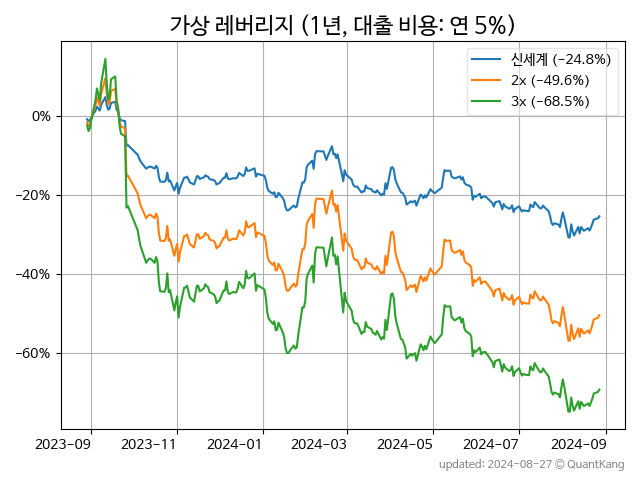 가상 레버리지 (1년, 대출 비용: 연 5%)
신세계 (−24.8%)
2x (−49.6%)
3x (−68.5%)
0%
−20%
−40%
−60%
2023-09 2023-11 2024-01 2024-03 2024-05 2024-07 2024-09
updated: 2024-08-27 © QuantKang